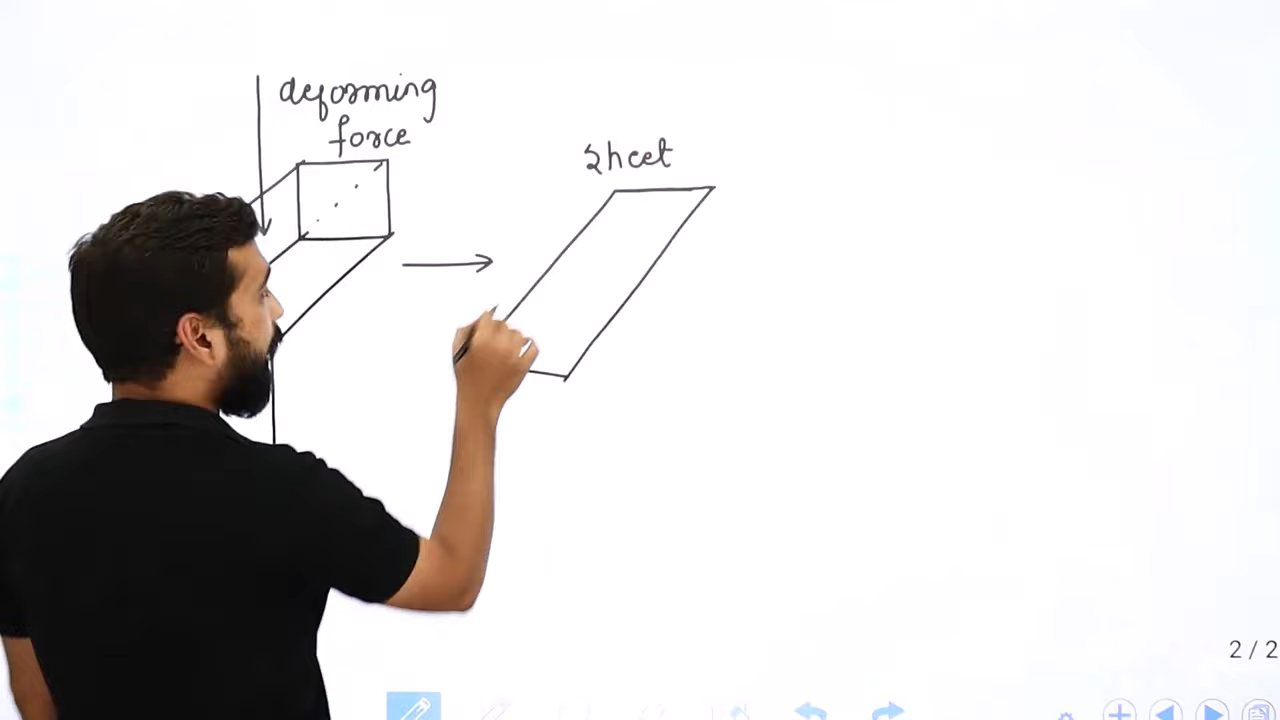 deforming
force
sheet
2 / 2